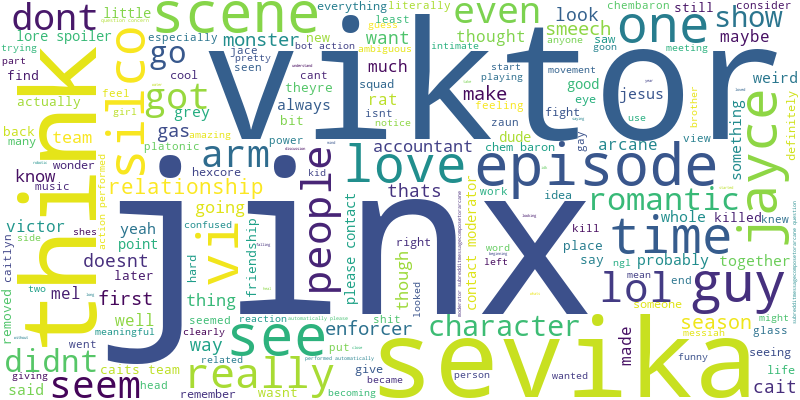 everything
literally
chembaron
still
consider
dont
little
scene
even
look
one
show
lore spoiler
especially
monster
new
bot action
ambiguous
intimate
thought
smeech
anyone
saw
goon
maybe
meeting
trying
part
find
silco
go
lace
pretty
seen
want
least
guess
think
viktor
cool
cant
theyre
much
start
playing
movement
weird
jesus
actually
feel
got
always
squad
rat
make
feeling
good
eye
notice
gay
team
girl
grey
bit
isnt
zaun
fight
brother
view
use
definitely
back
many
amazing
platonic
gas
power
accountant
dude
chem baron
arcane
something
jayce
wonder
know
music
arm
hexcore
kid
love
episode
relationship
people
thats
work
idea
romantic
whole
killed
knew
victor
side
yeah
point
going
vi
confused
friendship
please contact
though
right
word
left
kill
place
say
time
together
probably
ngl
caitlyn
shes
doesnt
later
hard
jinx
looked
contact moderator
lol
guy
mean
end
someone
removed
two
mel
first
thing
seemed
see
reaction
shit
character
season
might
glass
messiah
meaningful
well
clearly
enforcer
made
seeing
didnt
went
caits team
way
put
really
related
give
became
sevika
funny
life
cait
giving
said
seem
head
remember
wasnt
becoming
person
wanted
action performed
performed automatically
automatically please